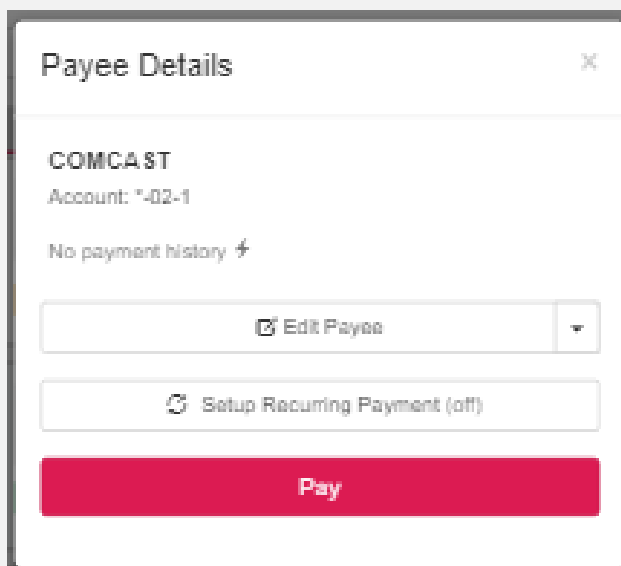 Payee Details
COMCAST
Account: *-02-1
No payment history
Edit Payee
Setup Recurring Payment (off)
Pay